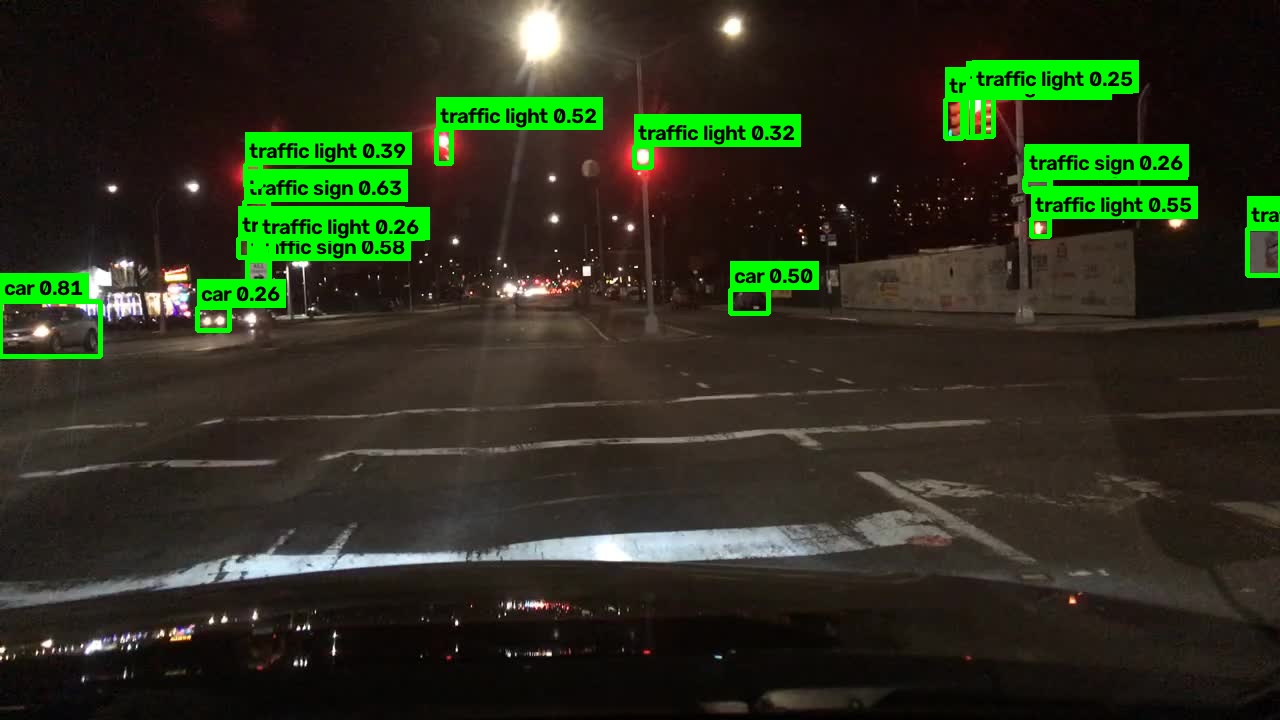 traffic light 0.25
traffic light 0.52
traffic light 0.32
traffic light 0.39
traffic sign 0.26
traffic sign 0.63
traffic light 0.55
traffic light 0.26
traffic sign 0.58
car 0.50
car 0.81
car 0.26